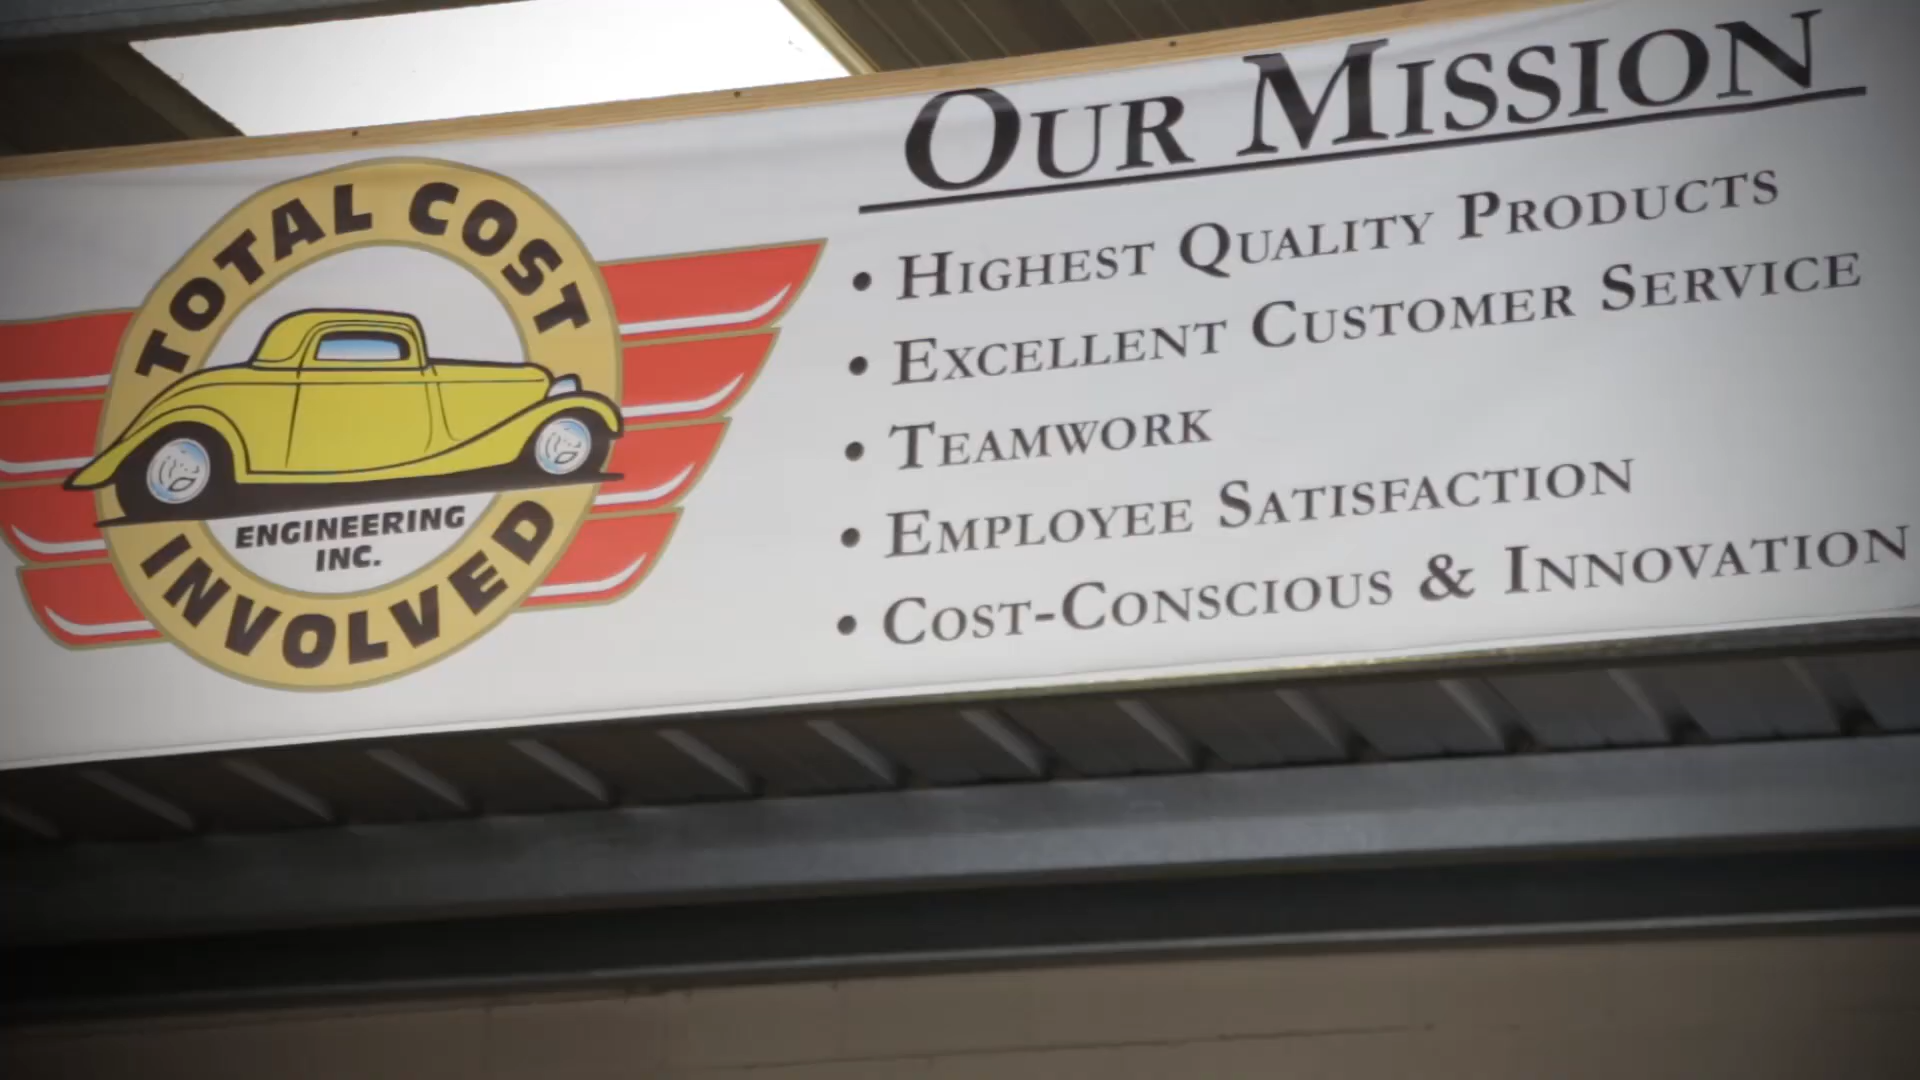 TOTAL COST
ENGINEERING
INC.
INVOLVED
OUR MISSION
• HIGHEST QUALITY PRODUCTS
• EXCELLENT CUSTOMER SERVICE
• TEAMWORK
• EMPLOYEE SATISFACTION
• COST-CONSCIOUS & INNOVATION